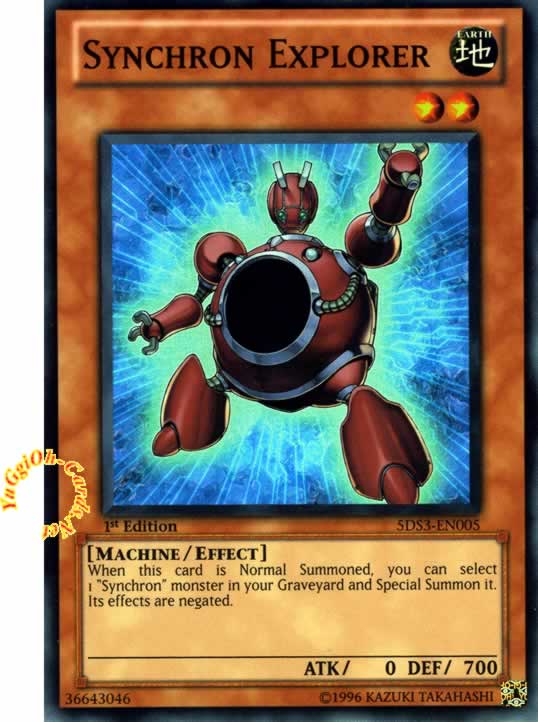 SYNCHRON EXPLORER
EARTH
地
1st Edition
5DS3-EN005
[MACHINE/EFFECT]
When this card is Normal Summoned, you can select
1 "Synchron" monster in your Graveyard and Special Summon it.
Its effects are negated.
ATK/ 0 DEF/ 700
36643046
©1996 KAZUKI TAKAHASHI
YuGgiOh-Cards.Net